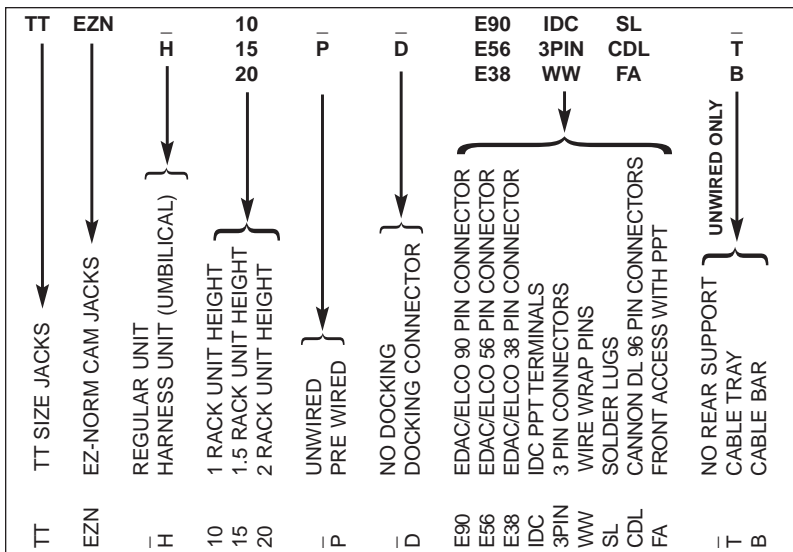 TT EZN _ 10 _ _ E90 IDC SL _
H 15 P D E56 3PIN CDL T
20 E38 WW FA B
UNWIRED ONLY
TT TT SIZE JACKS
EZN EZ-NORM CAM JACKS
_ REGULAR UNIT
H HARNESS UNIT (UMBILICAL)
10 1 RACK UNIT HEIGHT
15 1.5 RACK UNIT HEIGHT
20 2 RACK UNIT HEIGHT
_ UNWIRED
P PRE WIRED
_ NO DOCKING
D DOCKING CONNECTOR
E90 EDAC/ELCO 90 PIN CONNECTOR
E56 EDAC/ELCO 56 PIN CONNECTOR
E38 EDAC/ELCO 38 PIN CONNECTOR
IDC IDC PPT TERMINALS
3PIN 3 PIN CONNECTORS
WW WIRE WRAP PINS
SL SOLDER LUGS
CDL CANNON DL 96 PIN CONNECTORS
FA FRONT ACCESS WITH PPT
_ NO REAR SUPPORT
T CABLE TRAY
B CABLE BAR